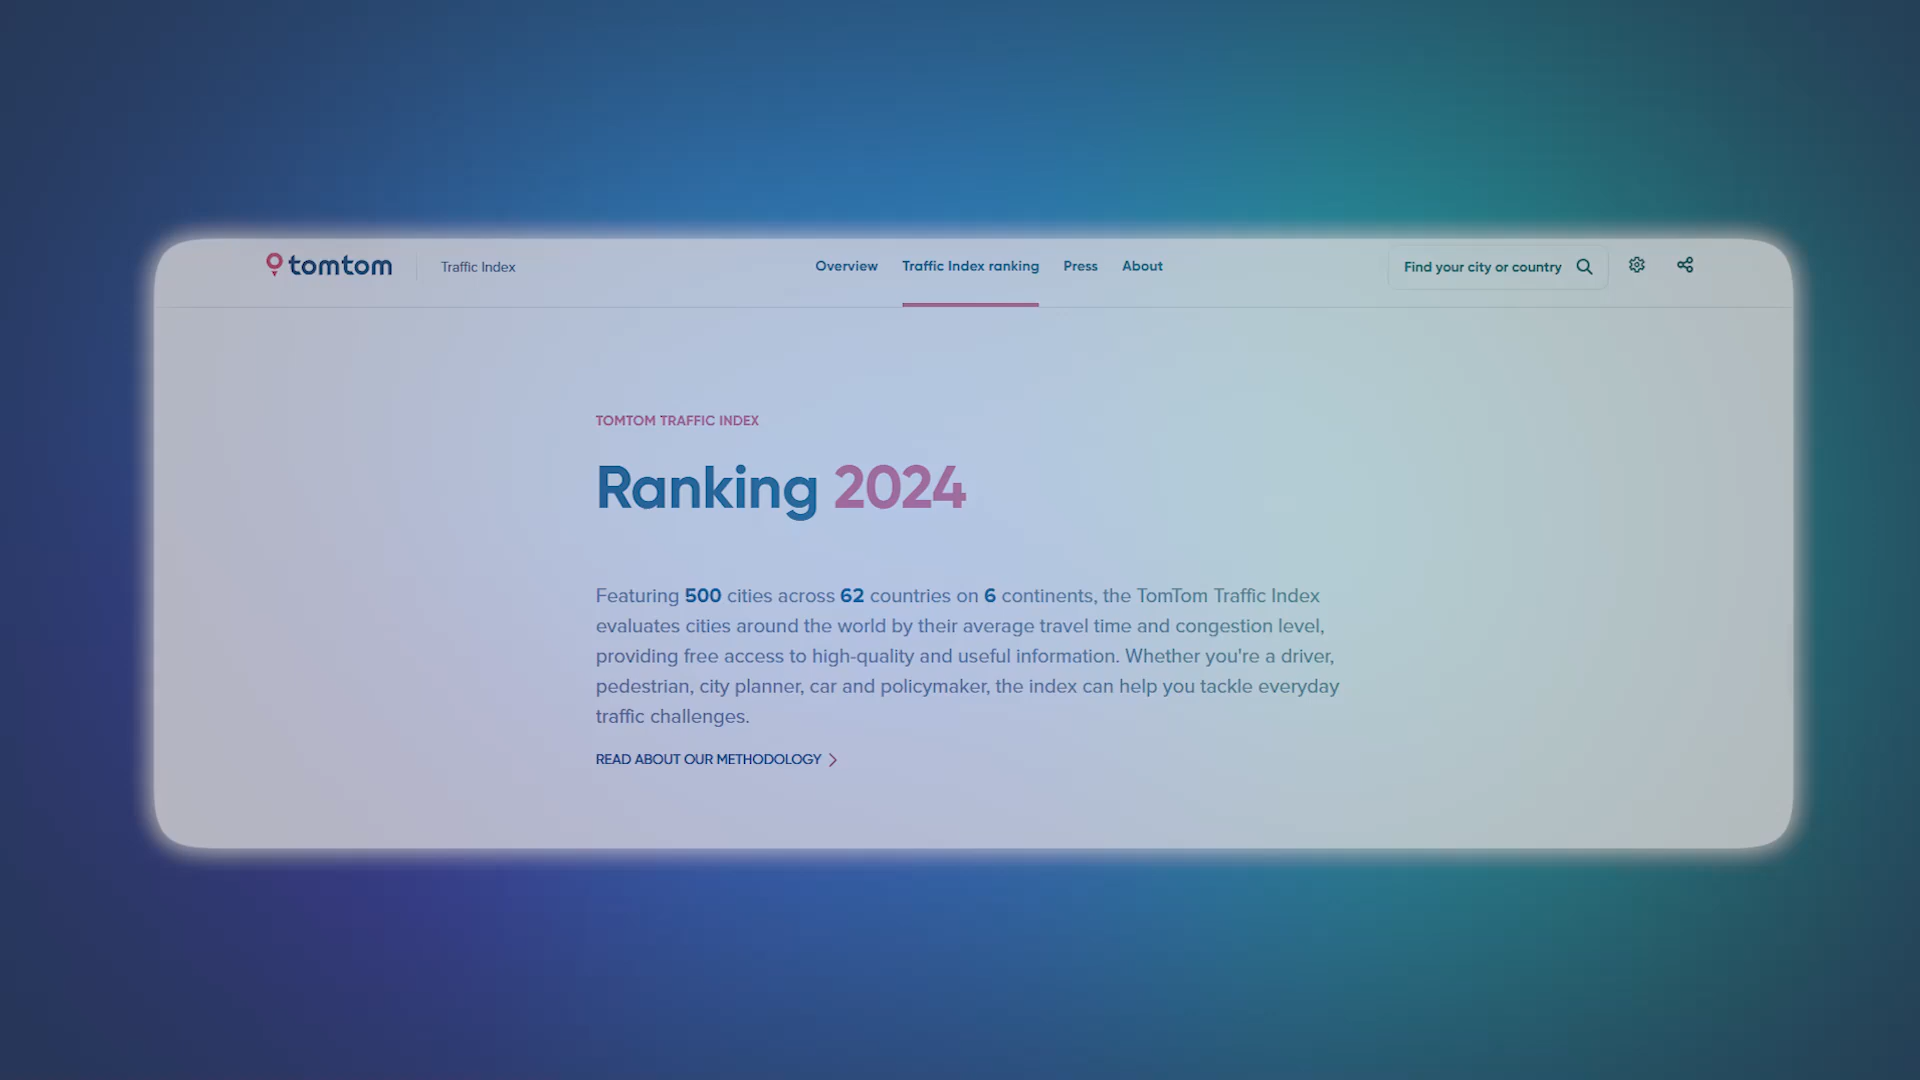 tomtom
Traffic Index
Overview
Traffic Index ranking
Press
About
Find your city or country
TOMTOM TRAFFIC INDEX
Ranking 2024
Featuring 500 cities across 62 countries on 6 continents, the TomTom Traffic Index
evaluates cities around the world by their average travel time and congestion level,
providing free access to high-quality and useful information. Whether you're a driver,
pedestrian, city planner, car and policymaker, the index can help you tackle everyday
traffic challenges.
READ ABOUT OUR METHODOLOGY